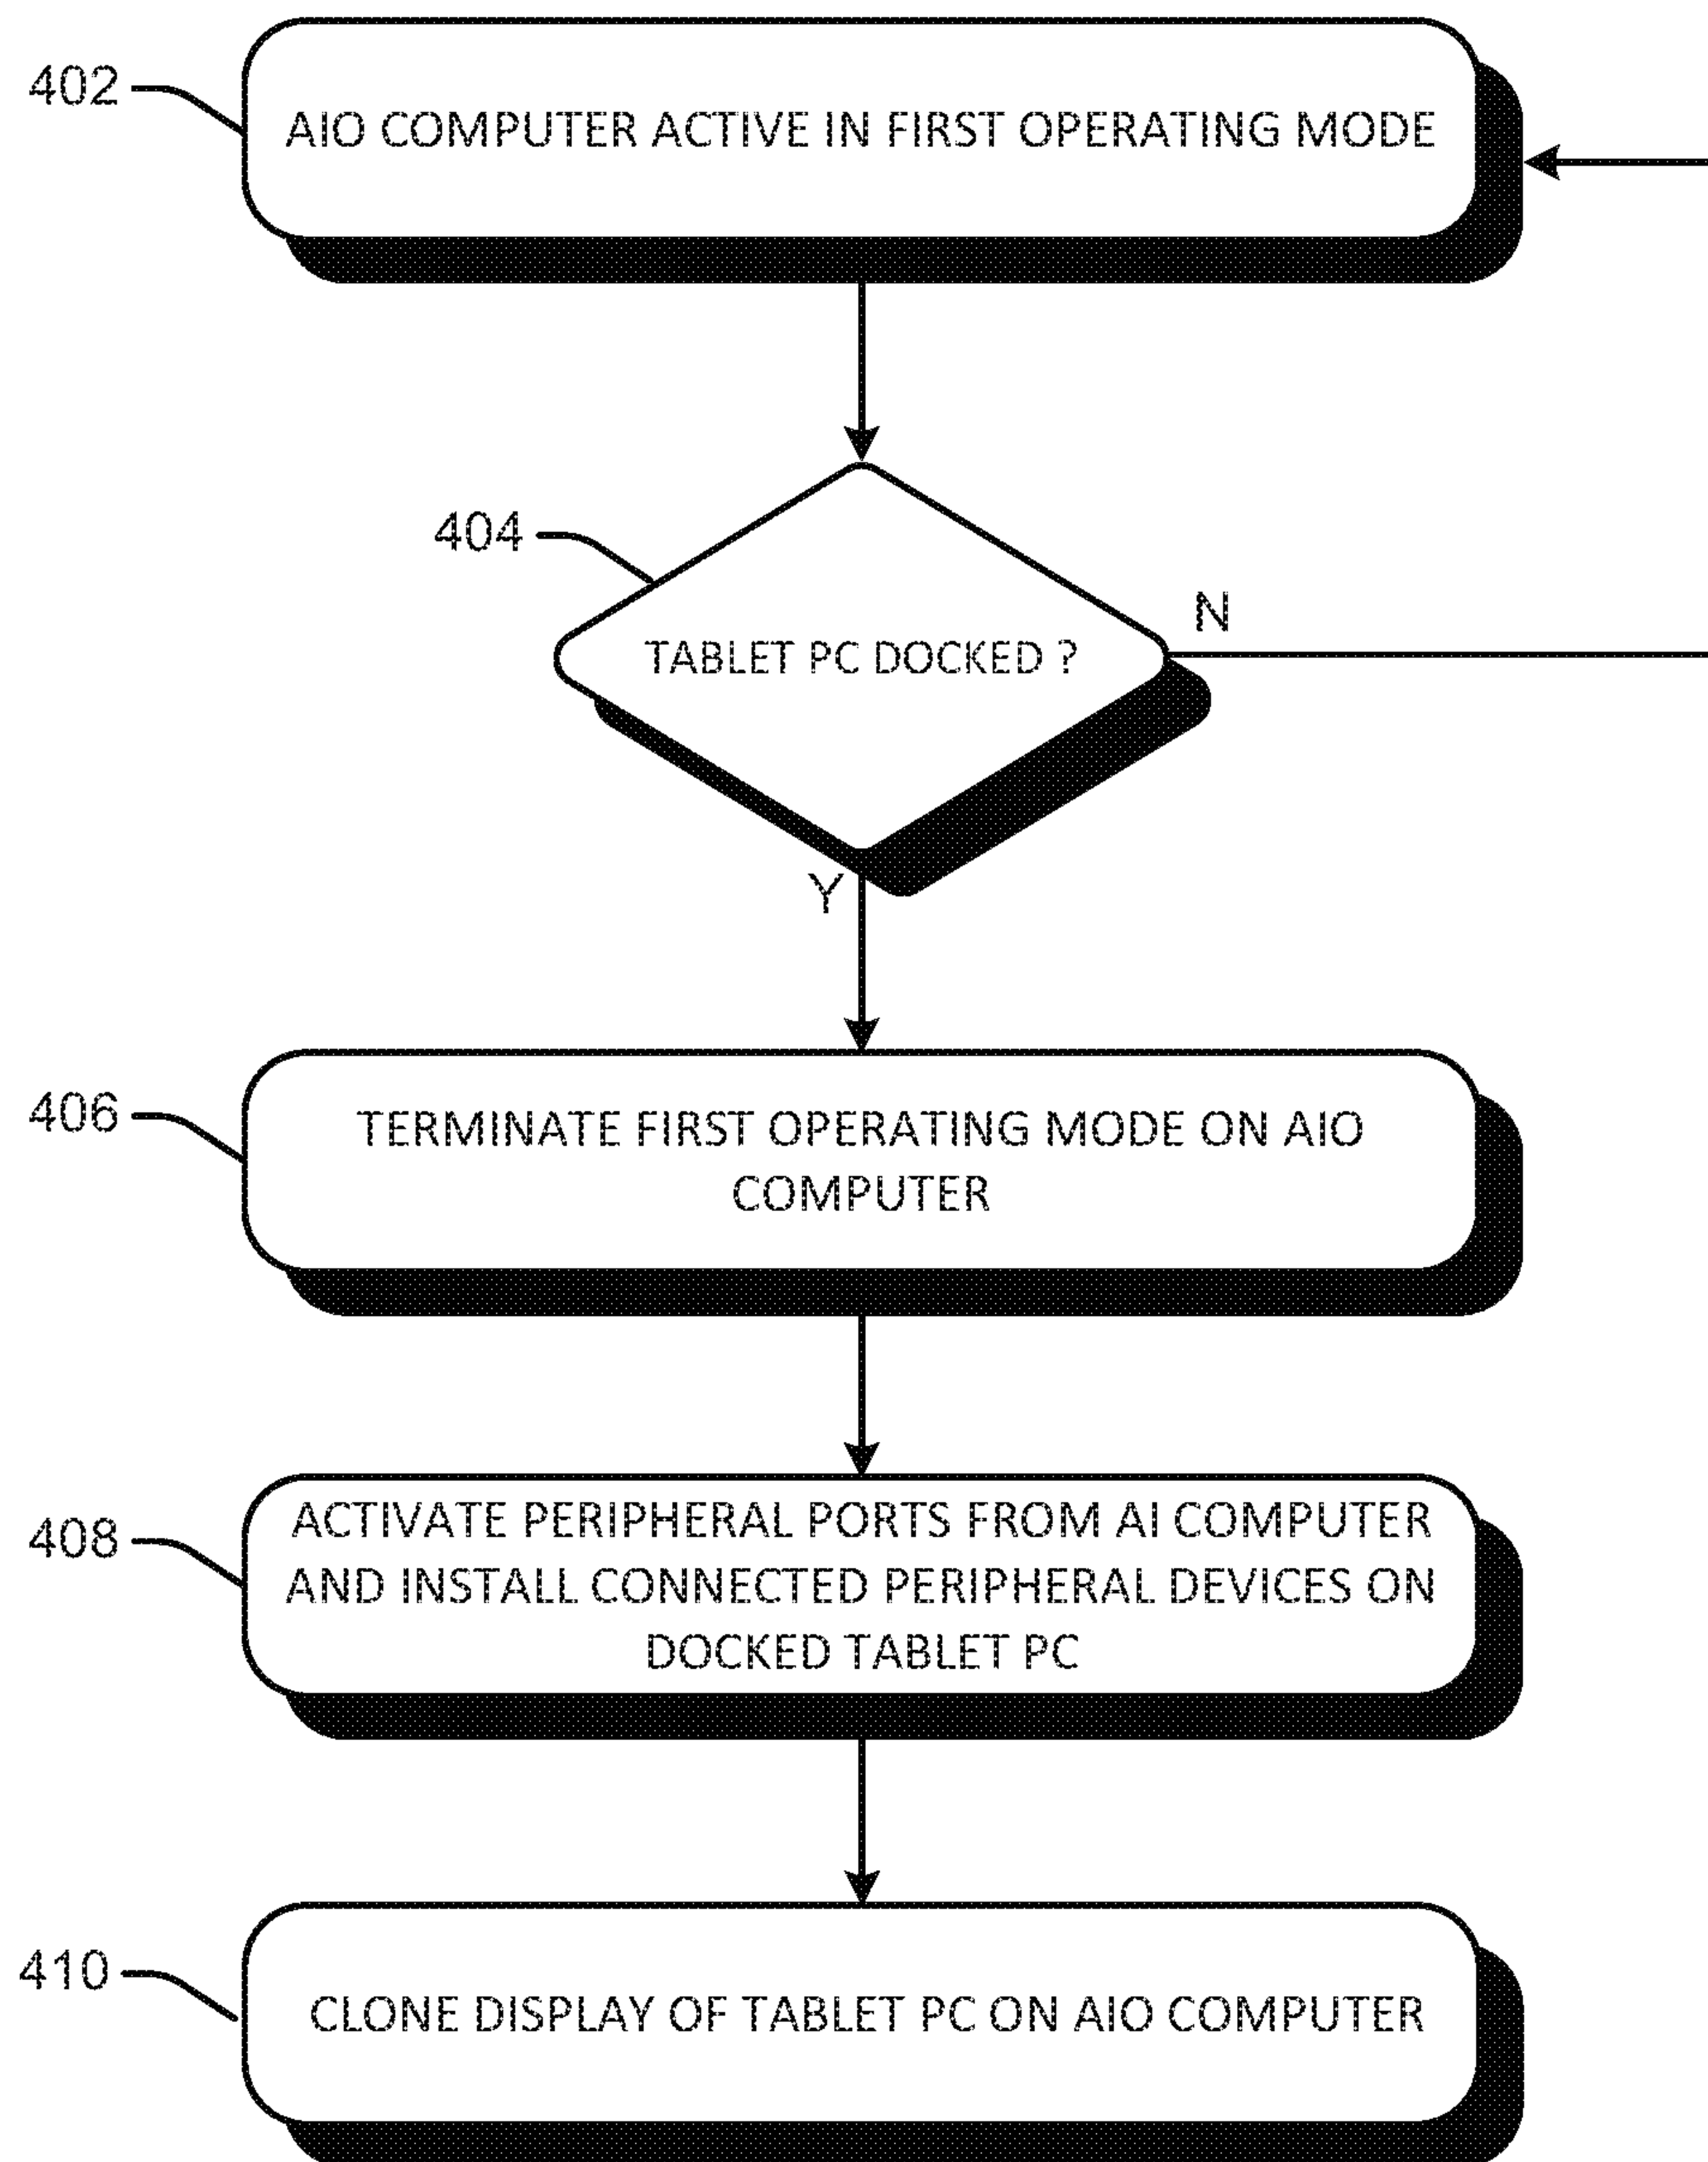 402
AIO COMPUTER ACTIVE IN FIRST OPERATING MODE
404
TABLET PC DOCKED ?
N
Y
406
TERMINATE FIRST OPERATING MODE ON AIO
COMPUTER
408
ACTIVATE PERIPHERAL PORTS FROM AI COMPUTER
AND INSTALL CONNECTED PERIPHERAL DEVICES ON
DOCKED TABLET PC
410
CLONE DISPLAY OF TABLET PC ON AIO COMPUTER